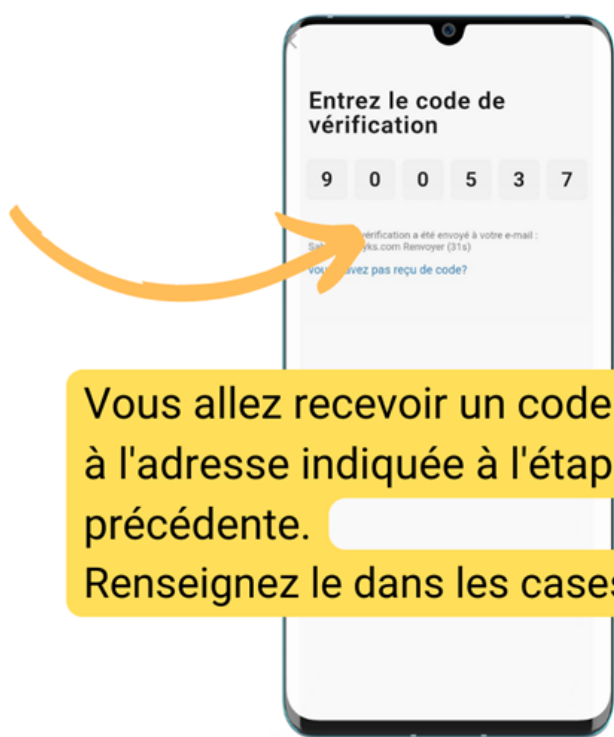 Entrez le code de
vérification
9 0 0 5 3 7
vérification a été envoyé à votre e-mail :
Renvoyer (31s)
pas reçu de code?
Vous allez recevoir un code
à l'adresse indiquée à l'étap
précédente.
Renseignez le dans les cases